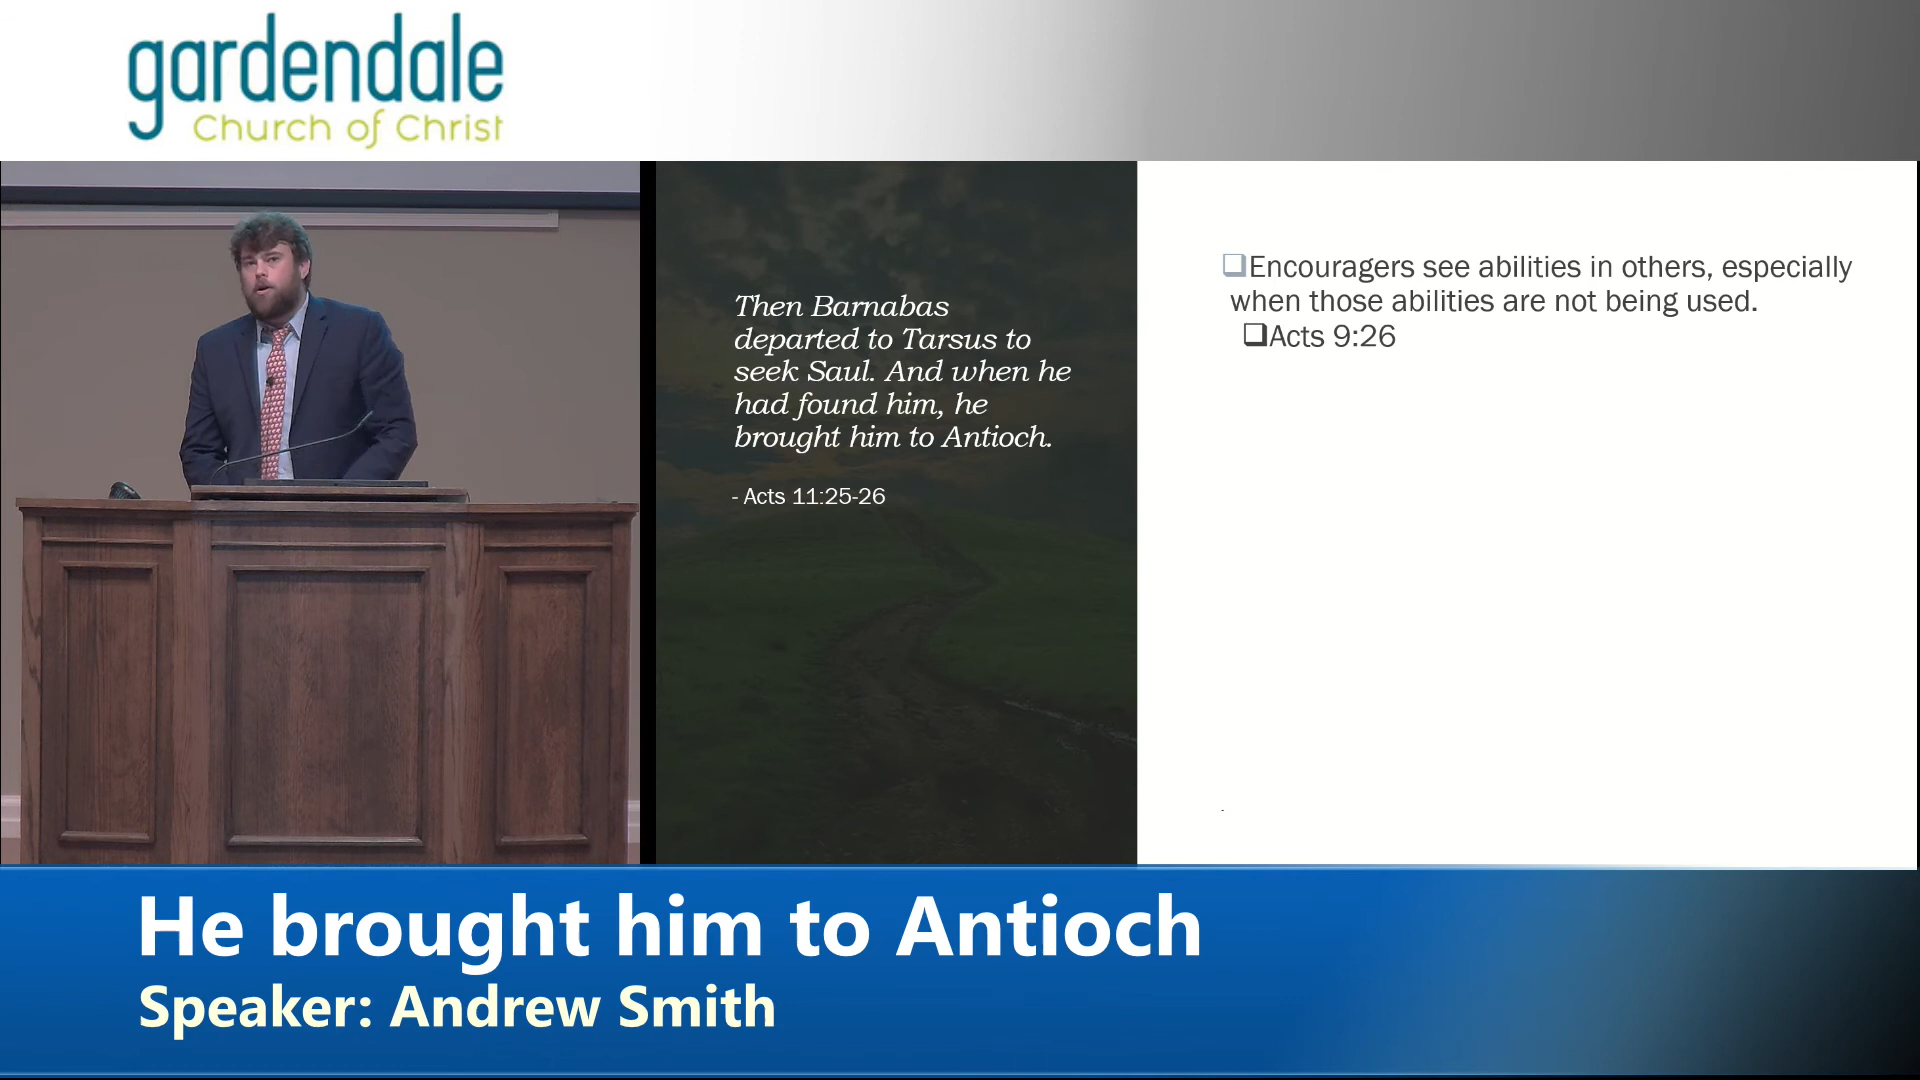 gardendale
Church of Christ
Then Barnabas
departed to Tarsus to
seek Saul. And when he
had found him, he
brought him to Antioch.
- Acts 11:25-26
❑Encouragers see abilities in others, especially
when those abilities are not being used.
❑Acts 9:26
-
He brought him to Antioch
Speaker: Andrew Smith